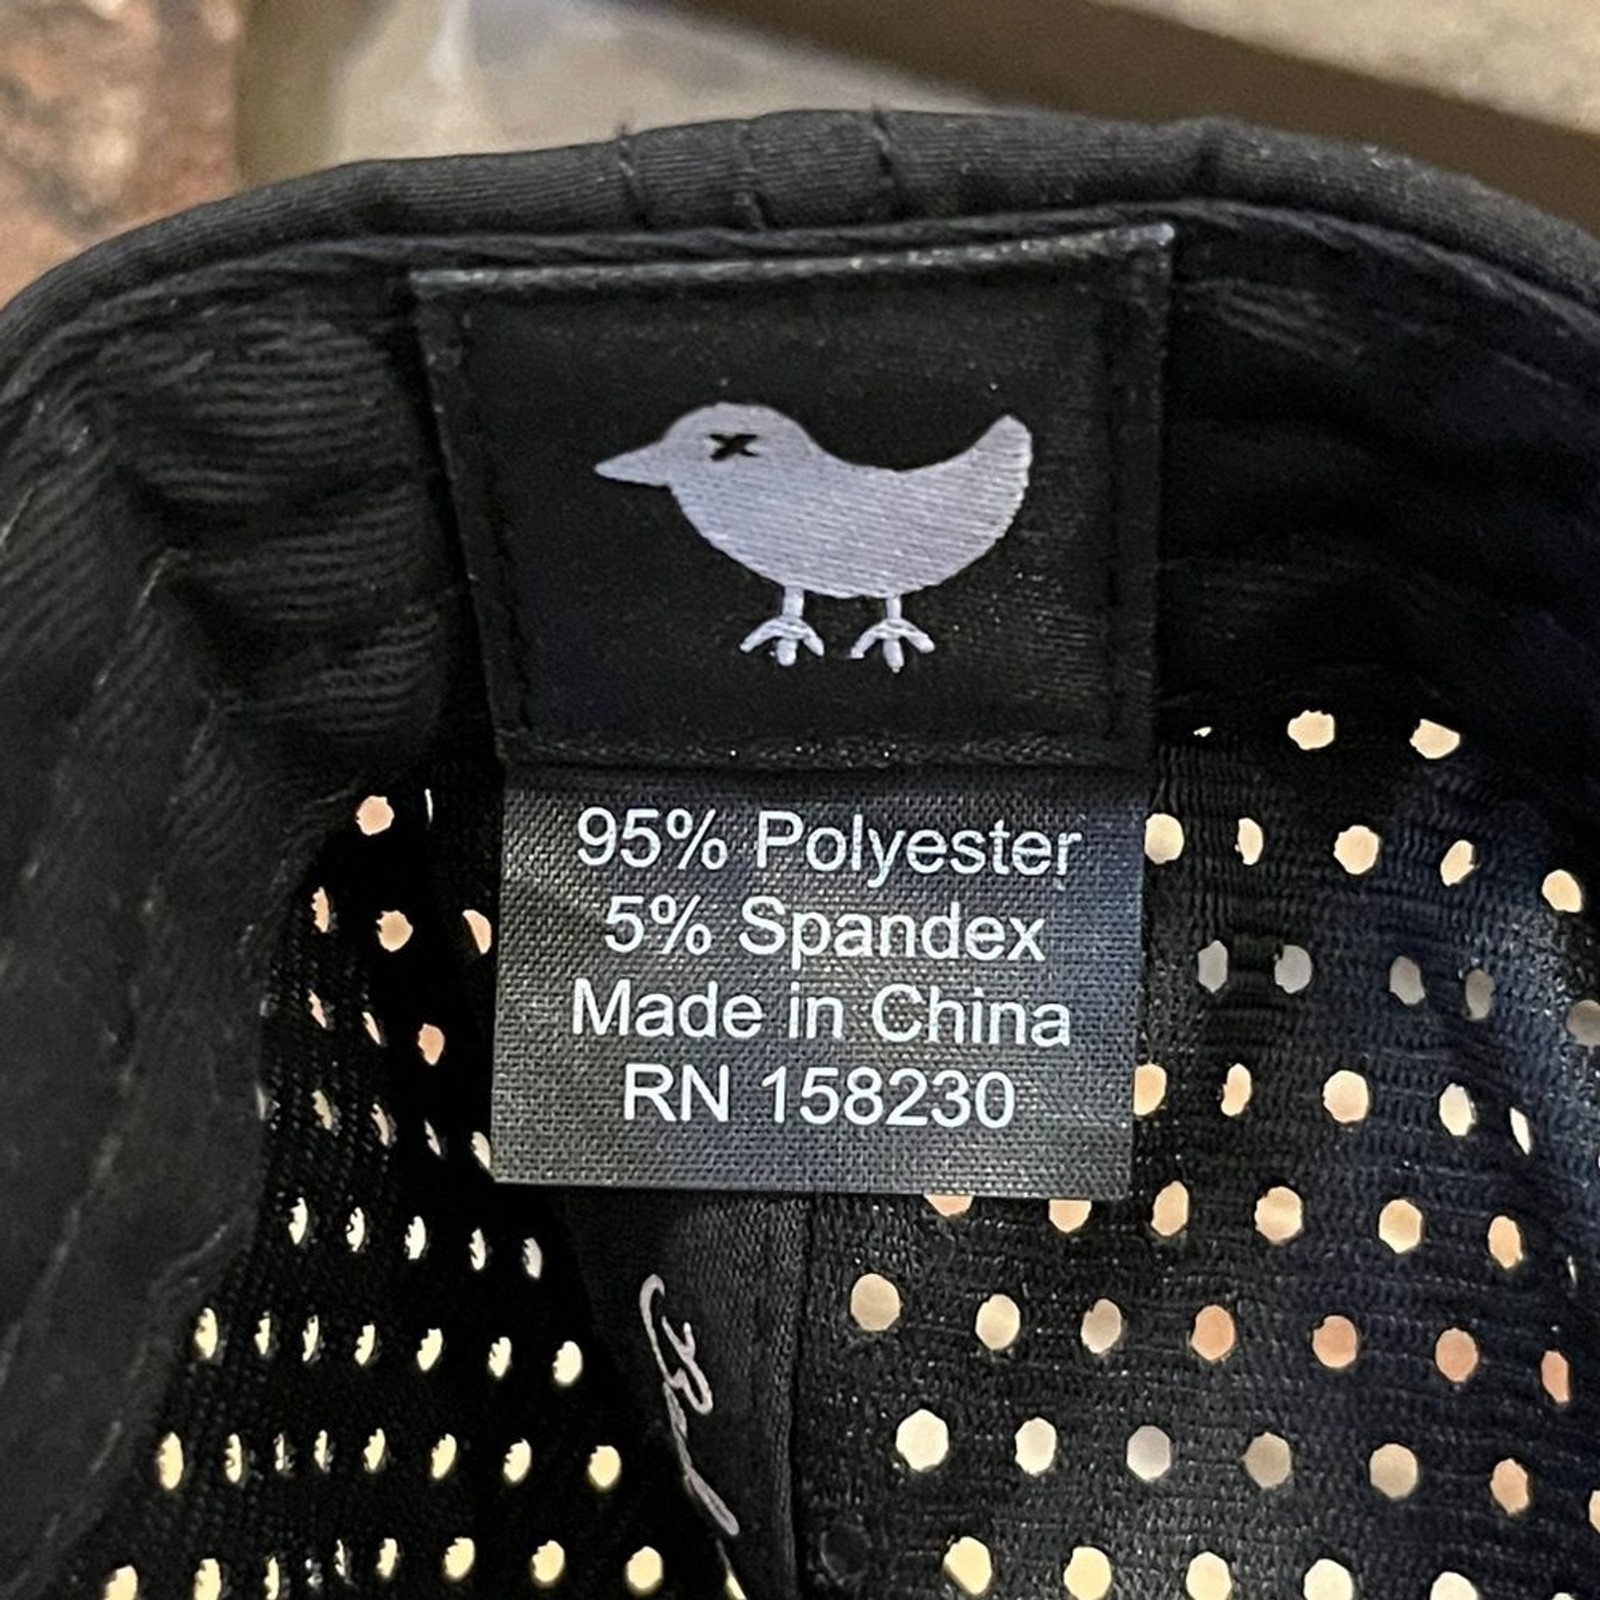 95% Polyester
5% Spandex
Made in China
RN 158230